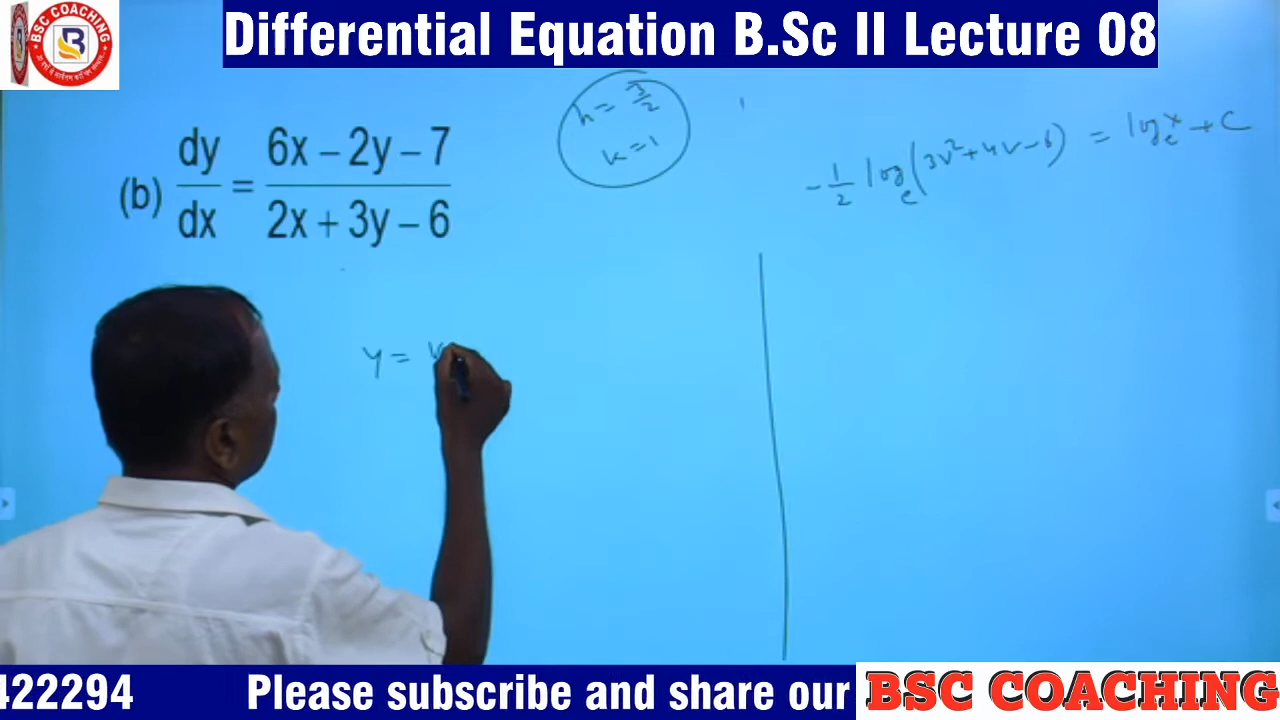 BSC COACHING
Differential Equation B.Sc II Lecture 08
(b) dy/dx = (6x – 2y – 7)/(2x + 3y – 6)
h = 3/2
k = 1
-1/2 log_e(3v²+4v-6) = log_e x + C
y =
422294
Please subscribe and share our
BSC COACHING